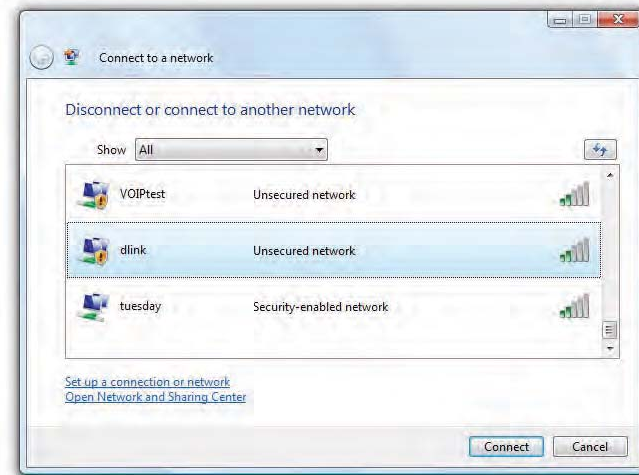 Connect to a network
Disconnect or connect to another network
Show All
VOIPtest Unsecured network
dlink Unsecured network
tuesday Security-enabled network
Set up a connection or network
Open Network and Sharing Center
Connect Cancel